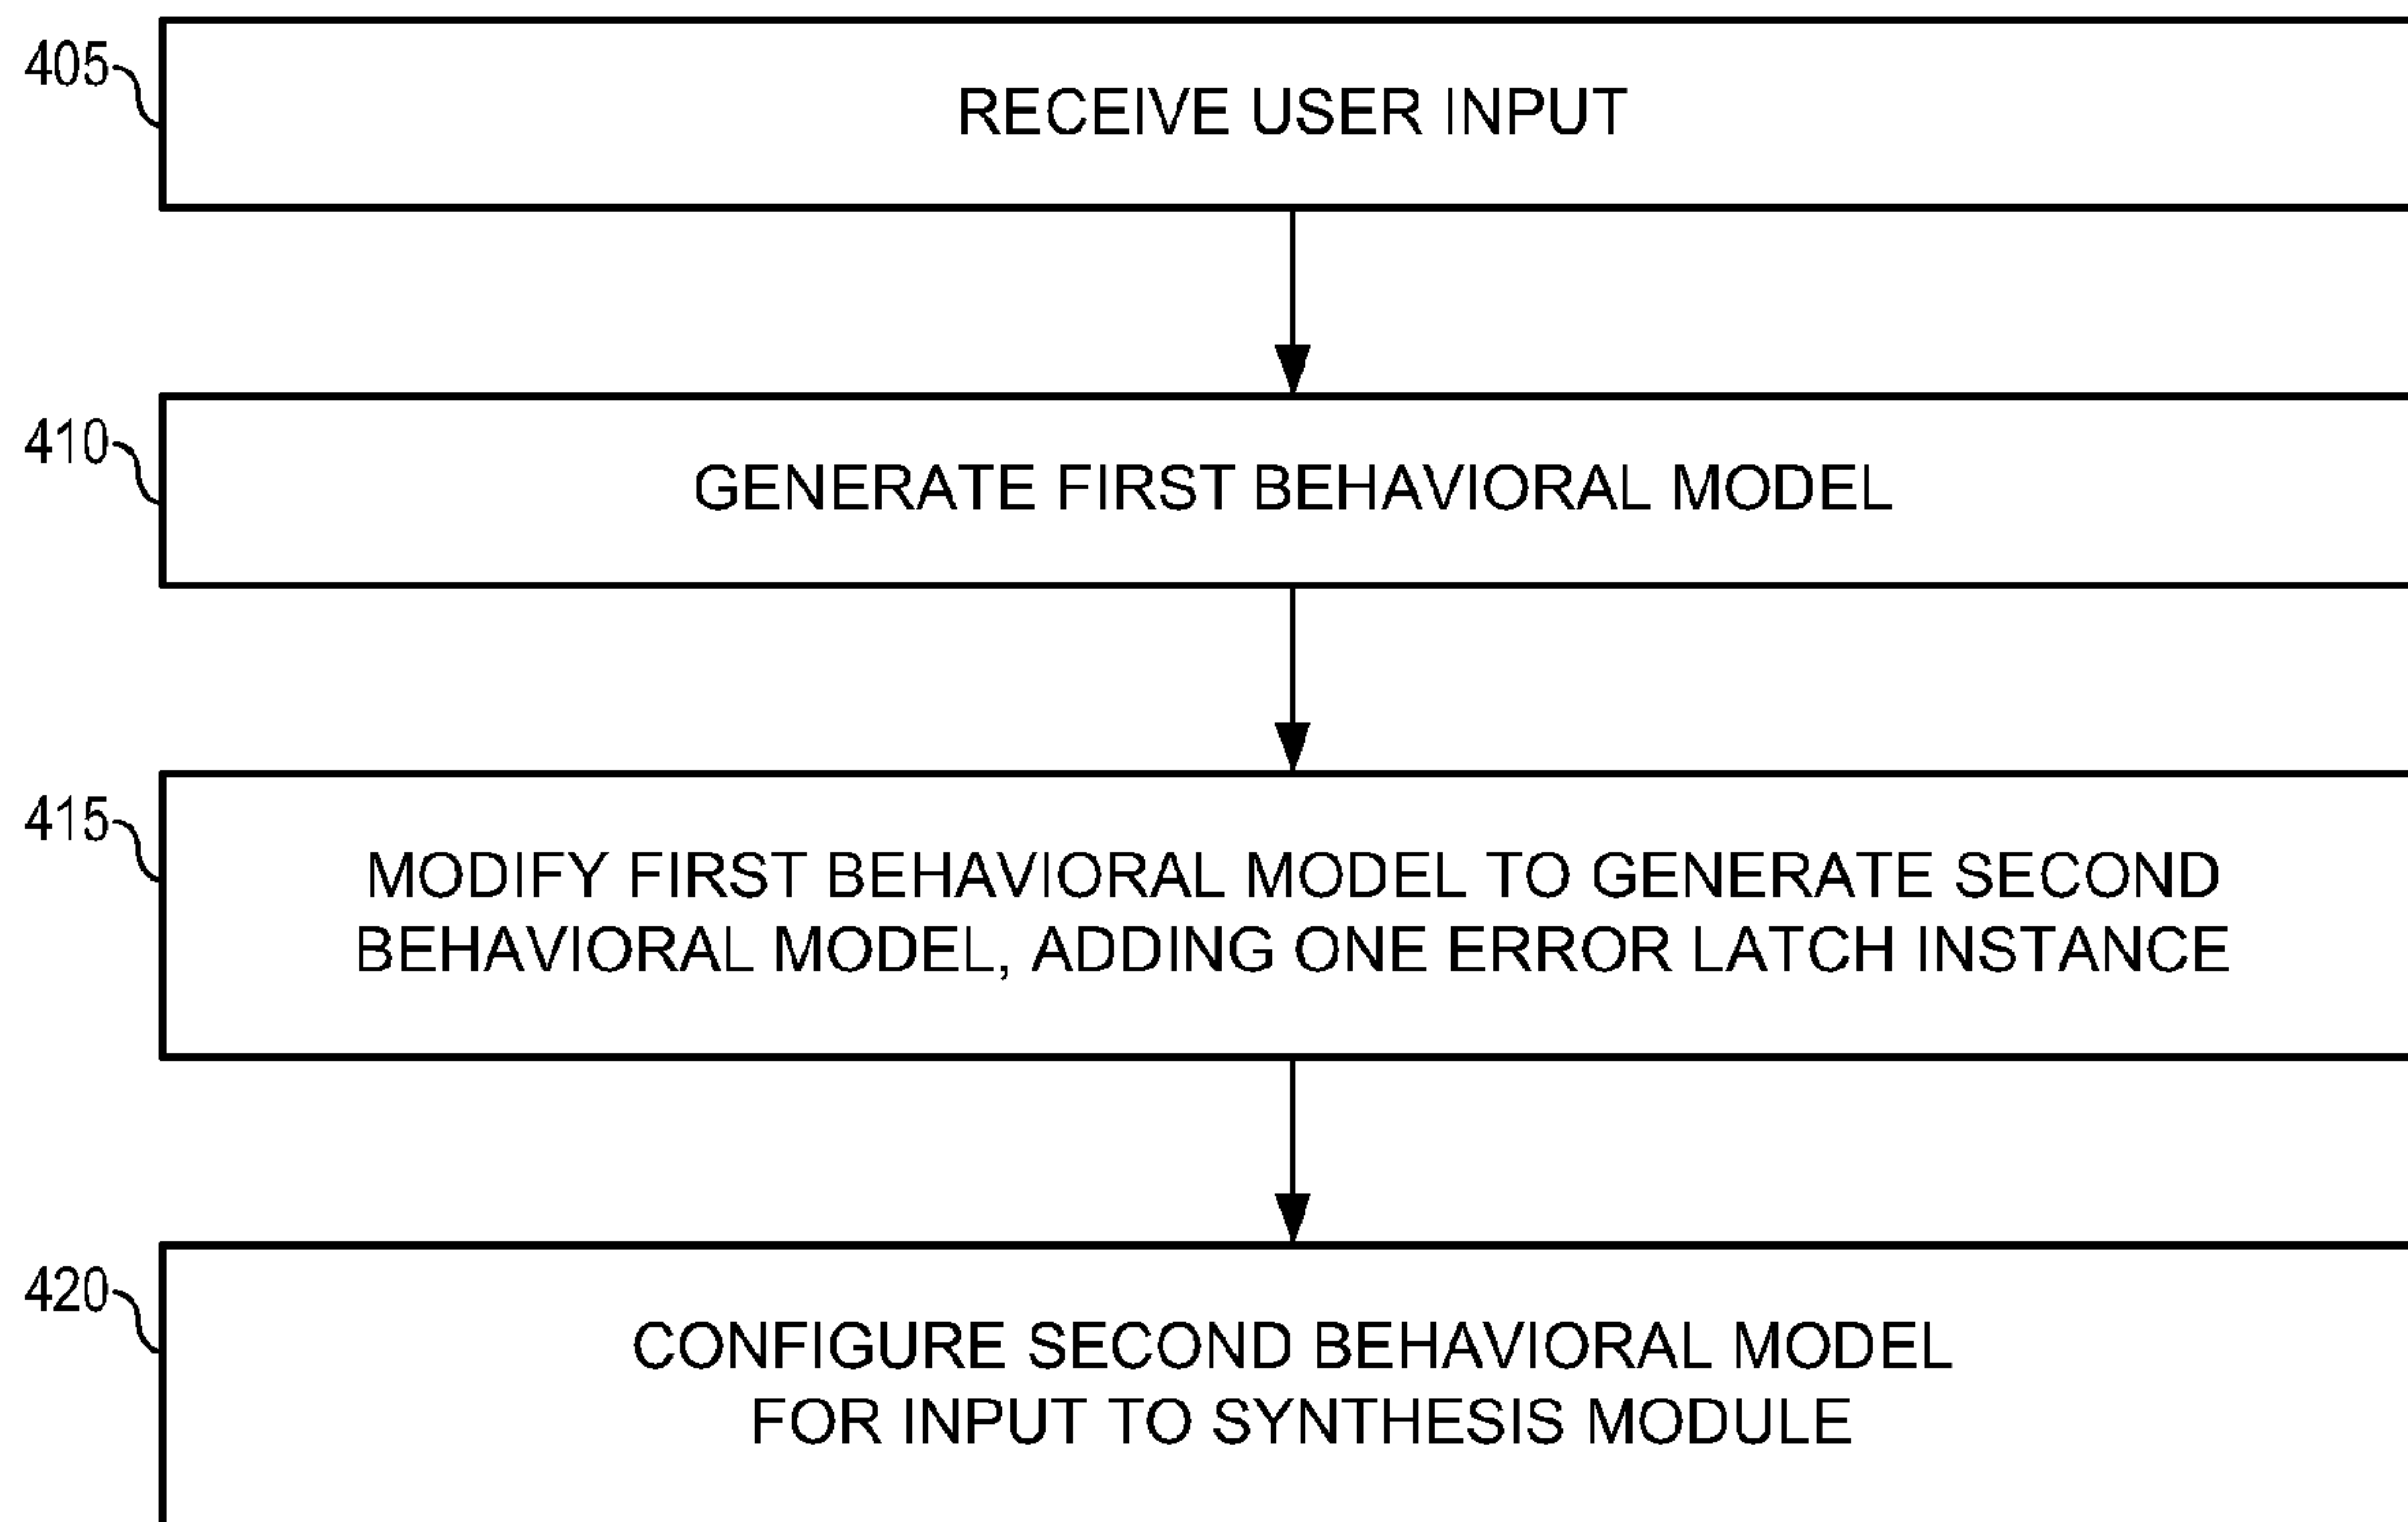 405
RECEIVE USER INPUT
410
GENERATE FIRST BEHAVIORAL MODEL
415
MODIFY FIRST BEHAVIORAL MODEL TO GENERATE SECOND
BEHAVIORAL MODEL, ADDING ONE ERROR LATCH INSTANCE
420
CONFIGURE SECOND BEHAVIORAL MODEL
FOR INPUT TO SYNTHESIS MODULE